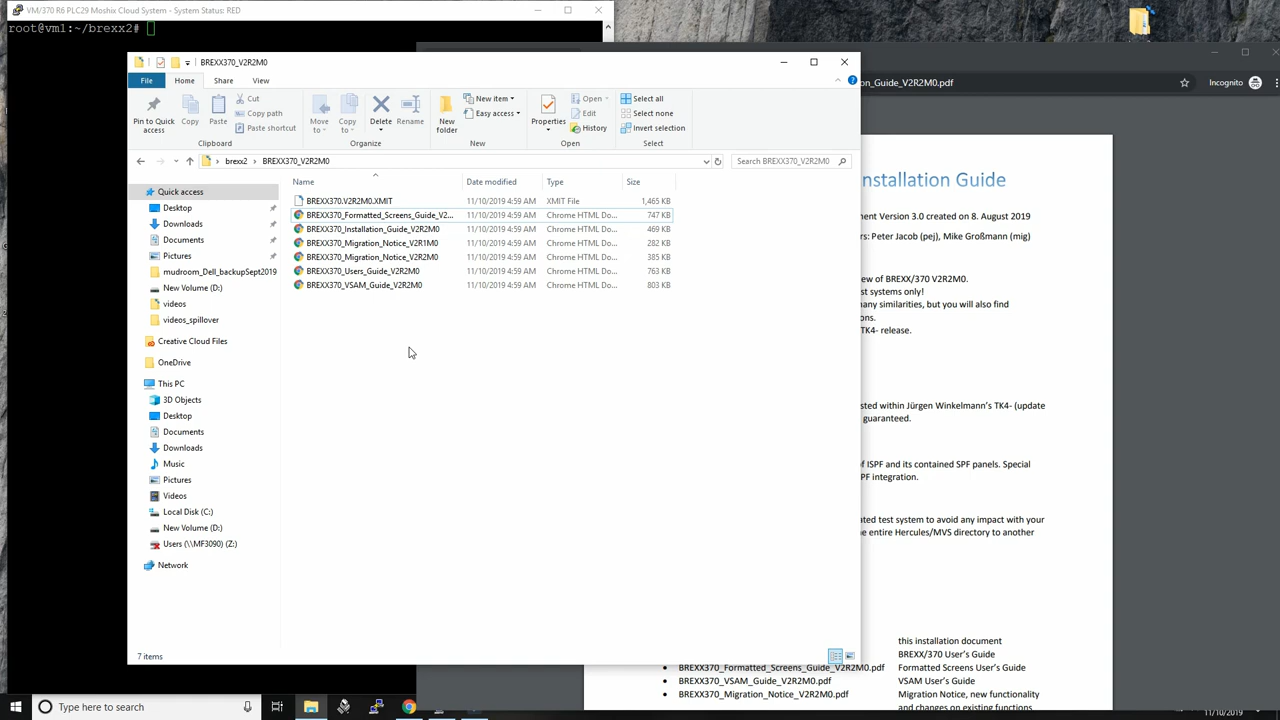 VM/370 R6 PLC29 Moshix Cloud System - System Status: RED
root@vm1:~/brexx2#
BREXX370_V2R2M0
File Home Share View
Pin to Quick access
Copy
Paste
Cut
Copy path
Paste shortcut
Clipboard
Move to
Copy to
Delete
Rename
Organize
New folder
New item
Easy access
New
Properties
Open
Edit
History
Open
Select all
Select none
Invert selection
Select
brexx2 › BREXX370_V2R2M0
Search BREXX370_V2R2M0
Name Date modified Type Size
BREXX370.V2R2M0.XMIT 11/10/2019 4:59 AM XMIT File 1,465 KB
BREXX370_Formatted_Screens_Guide_V2... 11/10/2019 4:59 AM Chrome HTML Do... 747 KB
BREXX370_Installation_Guide_V2R2M0 11/10/2019 4:59 AM Chrome HTML Do... 469 KB
BREXX370_Migration_Notice_V2R1M0 11/10/2019 4:59 AM Chrome HTML Do... 282 KB
BREXX370_Migration_Notice_V2R2M0 11/10/2019 4:59 AM Chrome HTML Do... 385 KB
BREXX370_Users_Guide_V2R2M0 11/10/2019 4:59 AM Chrome HTML Do... 763 KB
BREXX370_VSAM_Guide_V2R2M0 11/10/2019 4:59 AM Chrome HTML Do... 803 KB
Quick access
Desktop
Downloads
Documents
Pictures
mudroom_Dell_backupSept2019
New Volume (D:)
videos
videos_spillover
Creative Cloud Files
OneDrive
This PC
3D Objects
Desktop
Documents
Downloads
Music
Pictures
Videos
Local Disk (C:)
New Volume (D:)
Users (\\MF3090) (Z:)
Network
7 items
on_Guide_V2R2M0.pdf
Incognito
nstallation Guide
ment Version 3.0 created on 8. August 2019
rs: Peter Jacob (pej), Mike Großmann (mig)
ew of BREXX/370 V2R2M0.
st systems only!
many similarities, but you will also find
ons.
TK4- release.
sted within Jürgen Winkelmann's TK4- (update
guaranteed.
of ISPF and its contained SPF panels. Special
PF integration.
ated test system to avoid any impact with your
he entire Hercules/MVS directory to another
this installation document
BREXX/370 User's Guide
• BREXX370_Formatted_Screens_Guide_V2R2M0.pdf Formatted Screens User's Guide
• BREXX370_VSAM_Guide_V2R2M0.pdf VSAM User's Guide
• BREXX370_Migration_Notice_V2R2M0.pdf Migration Notice, new functionality
and changes on existing functions
Type here to search
11/10/2019